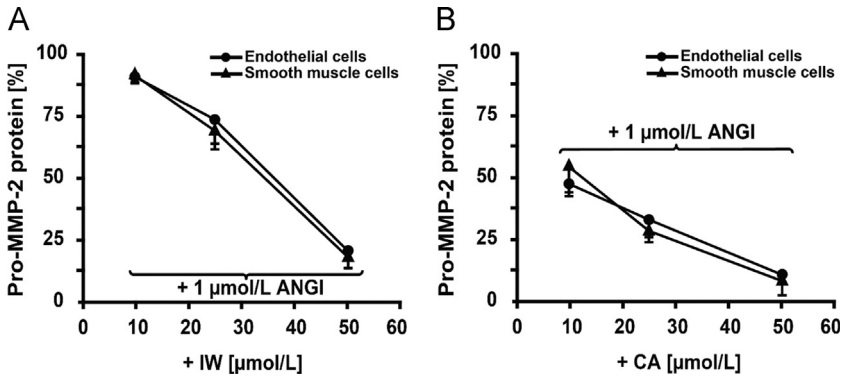 A
Pro-MMP-2 protein [%]
100
75
50
25
0
Endothelial cells
Smooth muscle cells
+ 1 µmol/L ANGI
0 10 20 30 40 50 60
+ IW [µmol/L]
B
Pro-MMP-2 protein [%]
100
75
50
25
0
Endothelial cells
Smooth muscle cells
+ 1 µmol/L ANGI
0 10 20 30 40 50 60
+ CA [µmol/L]